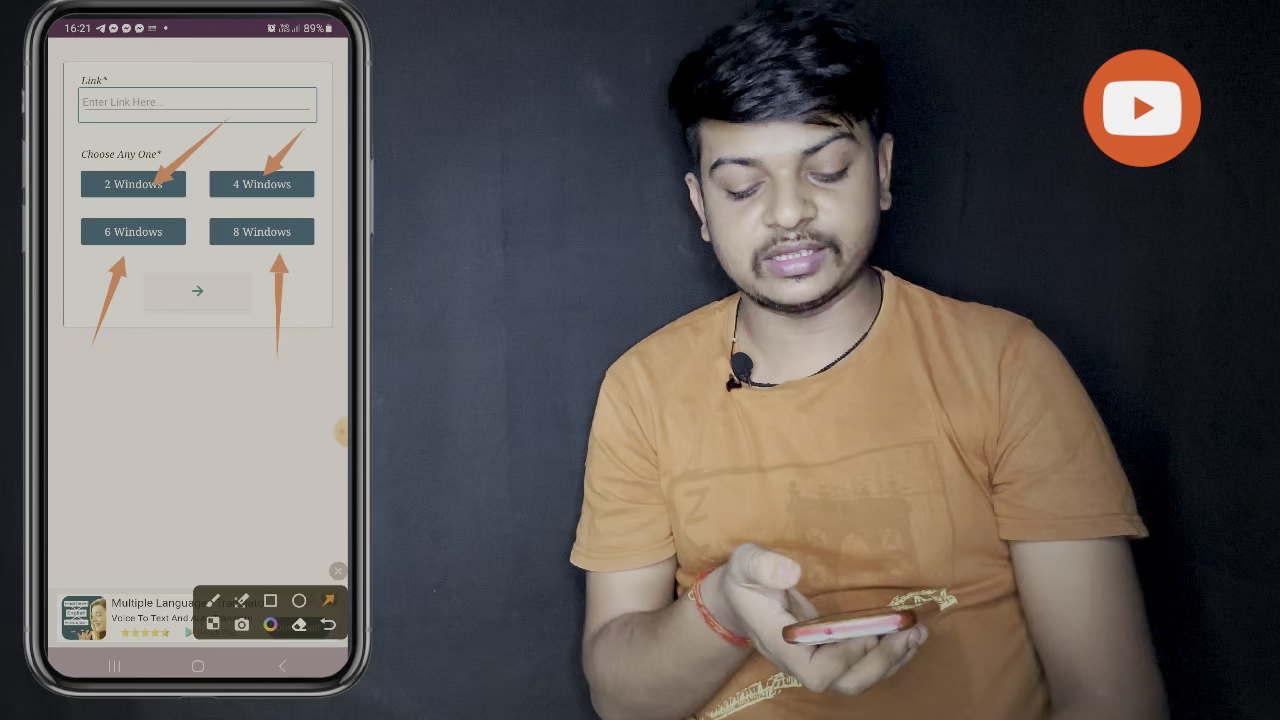 16:21
89%
Link*
Enter Link Here...
Choose Any One*
2 Windows
4 Windows
6 Windows
8 Windows
Multiple Language
Voice To Text And
English
Z